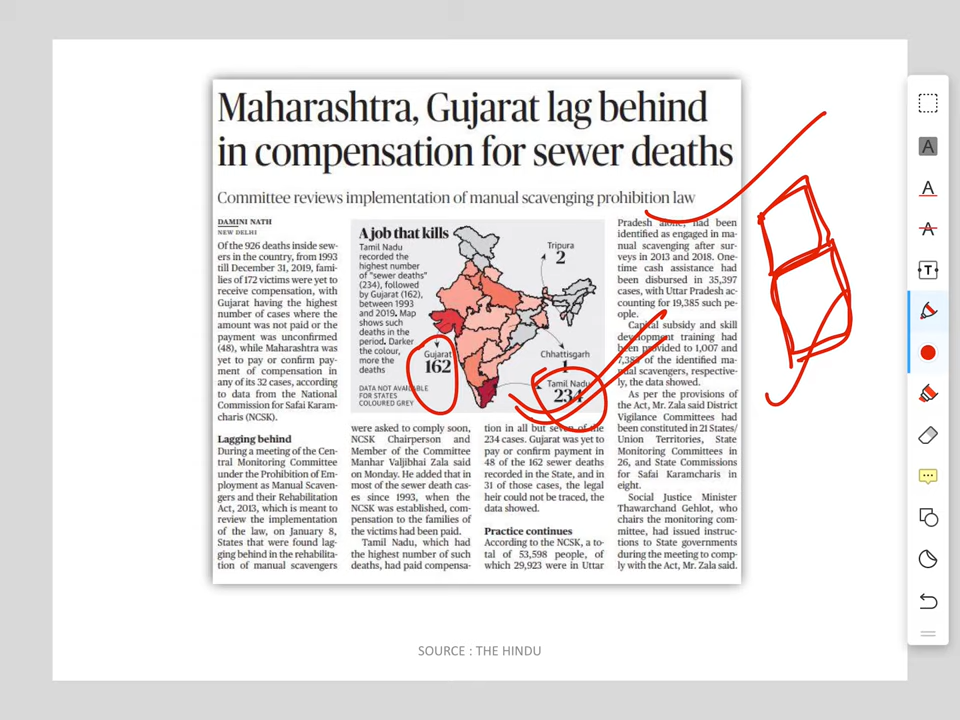 Maharashtra, Gujarat lag behind
in compensation for sewer deaths
Committee reviews implementation of manual scavenging prohibition law
DAMINI NATH
NEW DELHI
Of the 926 deaths inside sew-
ers in the country, from 1993
till December 31, 2019, fami-
lies of 172 victims were yet to
receive compensation, with
Gujarat having the highest
number of cases where the
amount was not paid or the
payment was unconfirmed
(48), while Maharashtra was
yet to pay or confirm pay-
ment of compensation in
any of its 32 cases, according
to data from the National
Commission for Safai Karam-
charis (NCSK).
Lagging behind
During a meeting of the Cen-
tral Monitoring Committee
under the Prohibition of Em-
ployment as Manual Scaven-
gers and their Rehabilitation
Act, 2013, which is meant to
review the implementation
of the law, on January 8,
States that were found lag-
ging behind in the rehabilita-
tion of manual scavengers
A job that kills
Tamil Nadu
recorded the
highest number
of "sewer deaths"
(234), followed
by Gujarat (162),
between 1993
and 2019. Map
shows such
deaths in the
period. Darker
the colour,
more the
deaths
DATA NOT AVAILABLE
FOR STATES
COLOURED GREY
Tripura
2
Gujarat
162
Chhattisgarh
1
Tamil Nadu
234
were asked to comply soon,
NCSK Chairperson and
Member of the Committee
Manhar Valjibhai Zala said
on Monday. He added that in
most of the sewer death cas-
es since 1993, when the
NCSK was established, com-
pensation to the families of
the victims had been paid.
Tamil Nadu, which had
the highest number of such
deaths, had paid compensa-
tion in all but seven of the
234 cases. Gujarat was yet to
pay or confirm payment in
48 of the 162 sewer deaths
recorded in the State, and in
31 of those cases, the legal
heir could not be traced, the
data showed.
Practice continues
According to the NCSK, a to-
tal of 53,598 people, of
which 29,923 were in Uttar
Pradesh alone, had been
identified as engaged in ma-
nual scavenging after sur-
veys in 2013 and 2018. One-
time cash assistance had
been disbursed in 35,397
cases, with Uttar Pradesh ac-
counting for 19,385 such pe-
ople.
Capital subsidy and skill
development training had
been provided to 1,007 and
7,383 of the identified ma-
nual scavengers, respective-
ly, the data showed.
As per the provisions of
the Act, Mr. Zala said District
Vigilance Committees had
been constituted in 21 States/
Union Territories, State
Monitoring Committees in
26, and State Commissions
for Safai Karamcharis in
eight.
Social Justice Minister
Thawarchand Gehlot, who
chairs the monitoring com-
mittee, had issued instruc-
tions to State governments
during the meeting to comp-
ly with the Act, Mr. Zala said.
SOURCE : THE HINDU
A
A
A
T